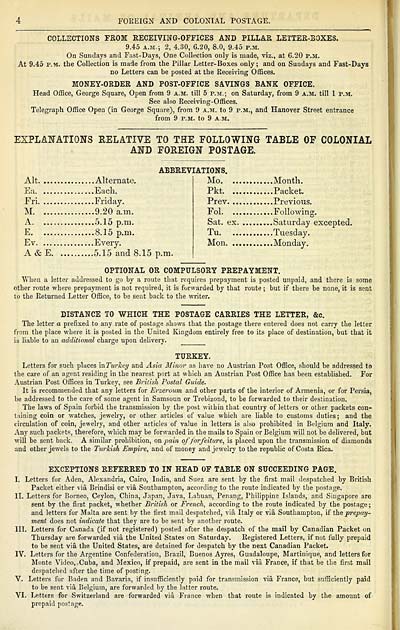 4 FOREIGN AND COLONIAL POSTAGE.
COLLECTIONS FROM RECEIVING-OFFICES AND PILLAR LETTER-BOXES.
9.45 A.M.; 2, 4.30, 6.20, 8.0, 9.45 P.M.
On Sundays and Fast-Days, One Collection only is made, viz., at 6.20 P.M.
At 9.45 P.M. the Collection is made from the Pillar Letter-Boxes only; and on Sundays and Fast-Days
no Letters can be posted at the Receiving Offices.
MONEY-ORDER AND POST-OFFICE SAVINGS BANK OFFICE.
Head Office, George Square, Open from 9 A.M. till 5 P.M.; on Saturday, from 9 A.M. till 1 P.M.
See also Receiving-Offices.
Telegraph Office Open (in George Square), from 9 A.M. to 9 P.M., and Hanover Street entrance
from 9 P.M. to 9 A.M.
EXPLANATIONS RELATIVE TO THE FOLLOWING TABLE OF COLONIAL
AND FOREIGN POSTAGE.
ABBREVIATIONS.
Alt. ...............Alternate.
Ea. ...............Each.
Fri. ...............Friday.
M. ...............9.20 a.m.
A. ...............5.15 p.m.
E. ...............8.15 p.m.
Ev. ...............Every.
A & E. ..........5.15 and 8.15 p.m.
Mo. ............Month.
Pkt. ............Packet.
Prev. ............Previous.
Fol. ............Following.
Sat. ex. .........Saturday excepted.
Tu. ............Tuesday.
Mon. ............Monday.
OPTIONAL OR COMPULSORY PREPAYMENT.
When a letter addressed to go by a route that requires prepayment is posted unpaid, and there is some
other route where prepayment is not required, it is forwarded by that route; but if there be none, it is sent
to the Returned Letter Office, to be sent back to the writer.
DISTANCE TO WHICH THE POSTAGE CARRIES THE LETTER, &c.
The letter a prefixed to any rate of postage shows that the postage there entered does not carry the letter
from the place where it is posted in the United Kingdom entirely free to its place of destination, but that it
is liable to an additional charge upon delivery.
TURKEY.
Letters for such places in Turkey and Asia Minor as have no Austrian Post Office, should be addressed to
the care of an agent residing in the nearest port at which an Austrian Post Office has been established. For
Austrian Post Offices in Turkey, see British Postal Guide.
It is recommended that any letters for Erzeroum and other parts of the interior of Armenia, or for Persia,
be addressed to the care of some agent in Samsoun or Trebizond, to be forwarded to their destination.
The laws of Spain forbid the transmission by the post within that country of letters or other packets con-
taining coin or watches, jewelry, or other articles of value which are liable to customs duties; and the
circulation of coin, jewelry, and other articles of value in letters is also prohibited in Belgium and Italy.
Any such packets, therefore, which may be forwarded in the mails to Spain or Belgium will not be delivered, but
will be sent back. A similar prohibition, on pain of forfeiture, is placed upon the transmission of diamonds
and other jewels to the Turkish Empire, and of money and jewelry to the republic of Costa Rica.
EXCEPTIONS REFERRED TO IN HEAD OF TABLE ON SUCCEEDING PAGE.
I. Letters for Aden, Alexandria, Cairo, India, and Suez are sent by the first mail despatched by British
Packet either viâ Brindisi or viâ Southampton, according to the route indicated by the postage.
II. Letters for Borneo, Ceylon, China, Japan, Java, Labuan, Penang, Philippine Islands, and Singapore are
sent by the first packet, whether British or French, according to the route indicated by the postage;
and letters for Malta are sent by the first mail despatched, viâ Italy or viâ Southampton, if the prepay-
ment does not indicate that they are to be sent by another route.
III. Letters for Canada (if not registered) posted after the despatch of the mail by Canadian Packet on
Thursday are forwarded viâ the United States on Saturday. Registered Letters, if not fully prepaid
to be sent viâ the United States, are detained for despatch by the next Canadian Packet.
IV. Letters for the Argentine Confederation, Brazil, Buenos Ayres, Guadaloupe, Martinique, and letters for
Monte Video, Cuba, and Mexico, if prepaid, are sent in the mail viâ France, if that be the first mail
despatched after the time of posting.
V. Letters for Baden and Bavaria, if insufficiently paid for transmission viâ France, but sufficiently paid
to be sent viâ Belgium, are forwarded by the latter route.
VI. Letters for Switzerland are forwarded viâ France when that route is indicated by the amount of
prepaid postage.